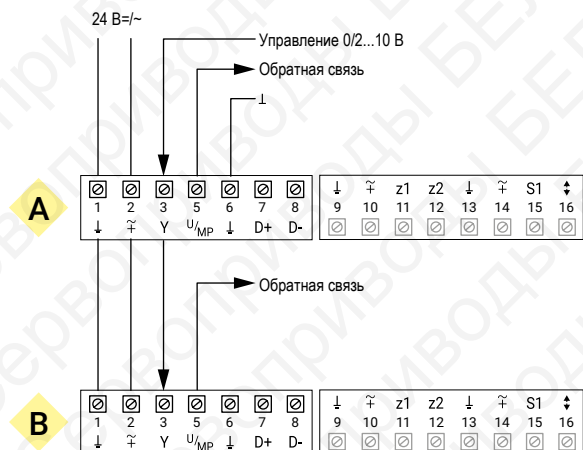 24 В=/~
Управление 0/2...10 В
Обратная связь
⊥
A
1 2 3 5 6 7 8
⏚ ~̄ Y U/MP ⊥ D+ D-
⊥ ~̄ z1 z2 ⊥ ~̄ S1 ↕
9 10 11 12 13 14 15 16
Обратная связь
B
1 2 3 5 6 7 8
⊥ ~̄ Y U/MP ⊥ D+ D-
⊥ ~̄ z1 z2 ⊥ ~̄ S1 ↕
9 10 11 12 13 14 15 16